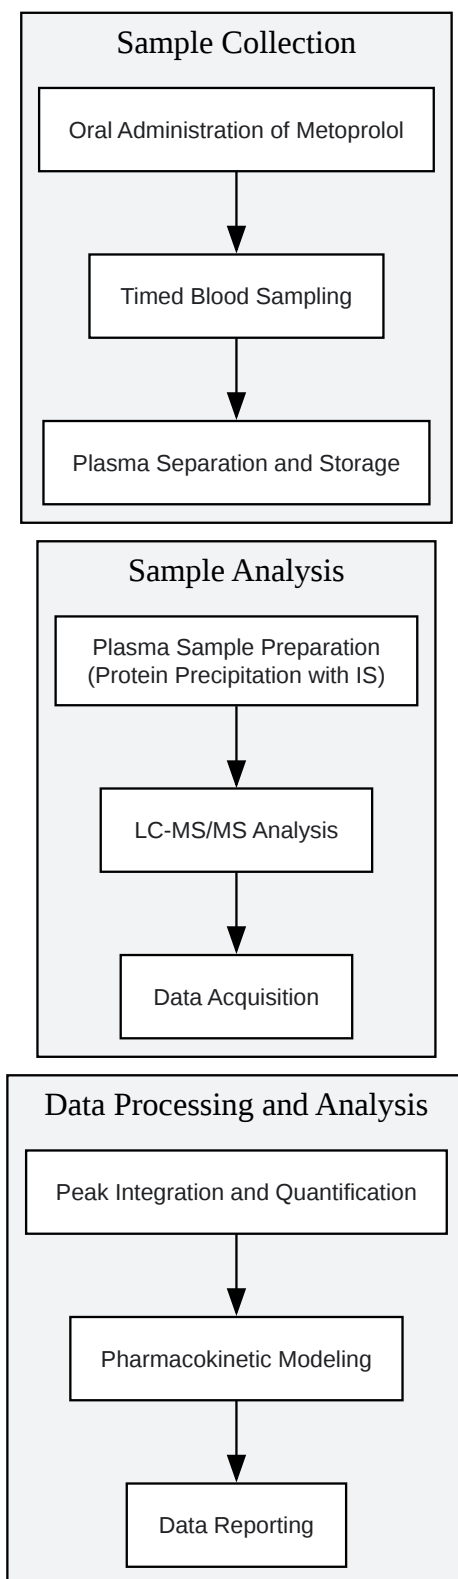 Sample Collection
Oral Administration of Metoprolol
Timed Blood Sampling
Plasma Separation and Storage
Sample Analysis
Plasma Sample Preparation
(Protein Precipitation with IS)
LC-MS/MS Analysis
Data Acquisition
Data Processing and Analysis
Peak Integration and Quantification
Pharmacokinetic Modeling
Data Reporting